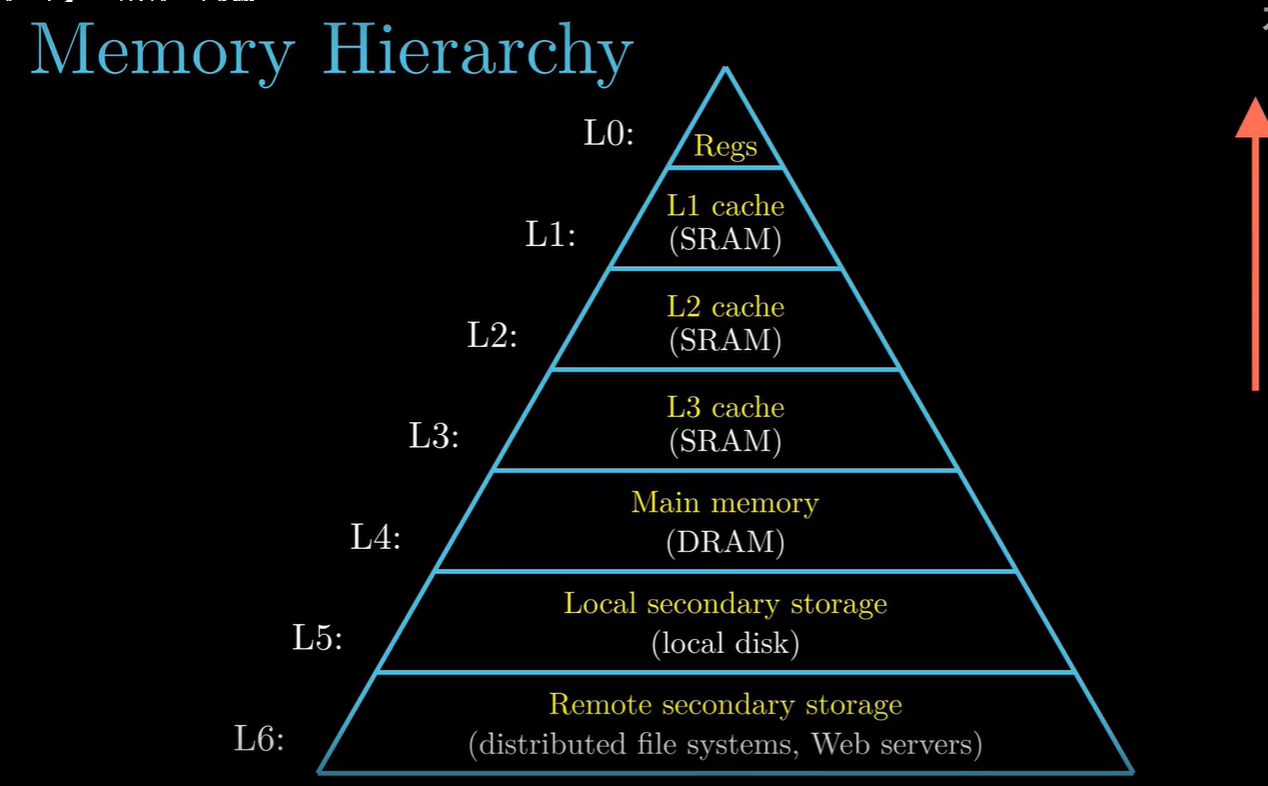 Memory Hierarchy
L0:
Regs
L1:
L1 cache
(SRAM)
L2:
L2 cache
(SRAM)
L3:
L3 cache
(SRAM)
L4:
Main memory
(DRAM)
L5:
Local secondary storage
(local disk)
L6:
Remote secondary storage
(distributed file systems, Web servers)